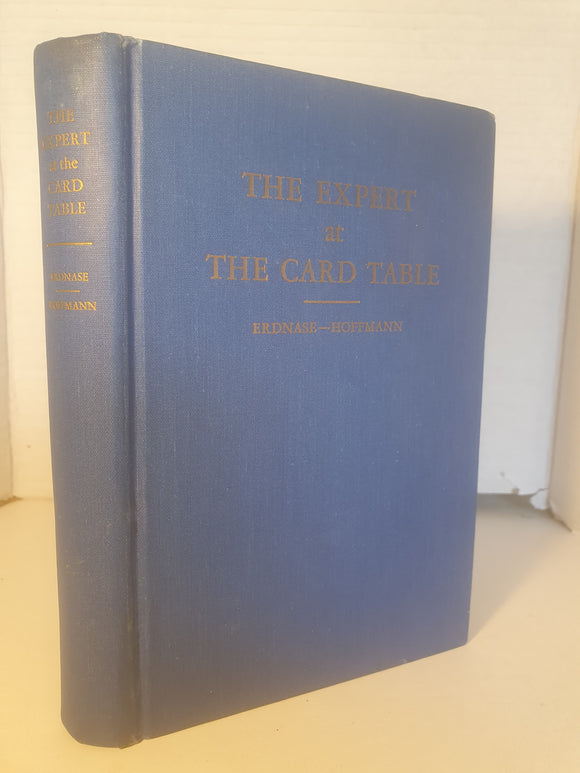 THE EXPERT
at
THE CARD TABLE
ERDNASE—HOFFMANN
THE
EXPERT
at the
CARD
TABLE
ERDNASE
HOFFMANN